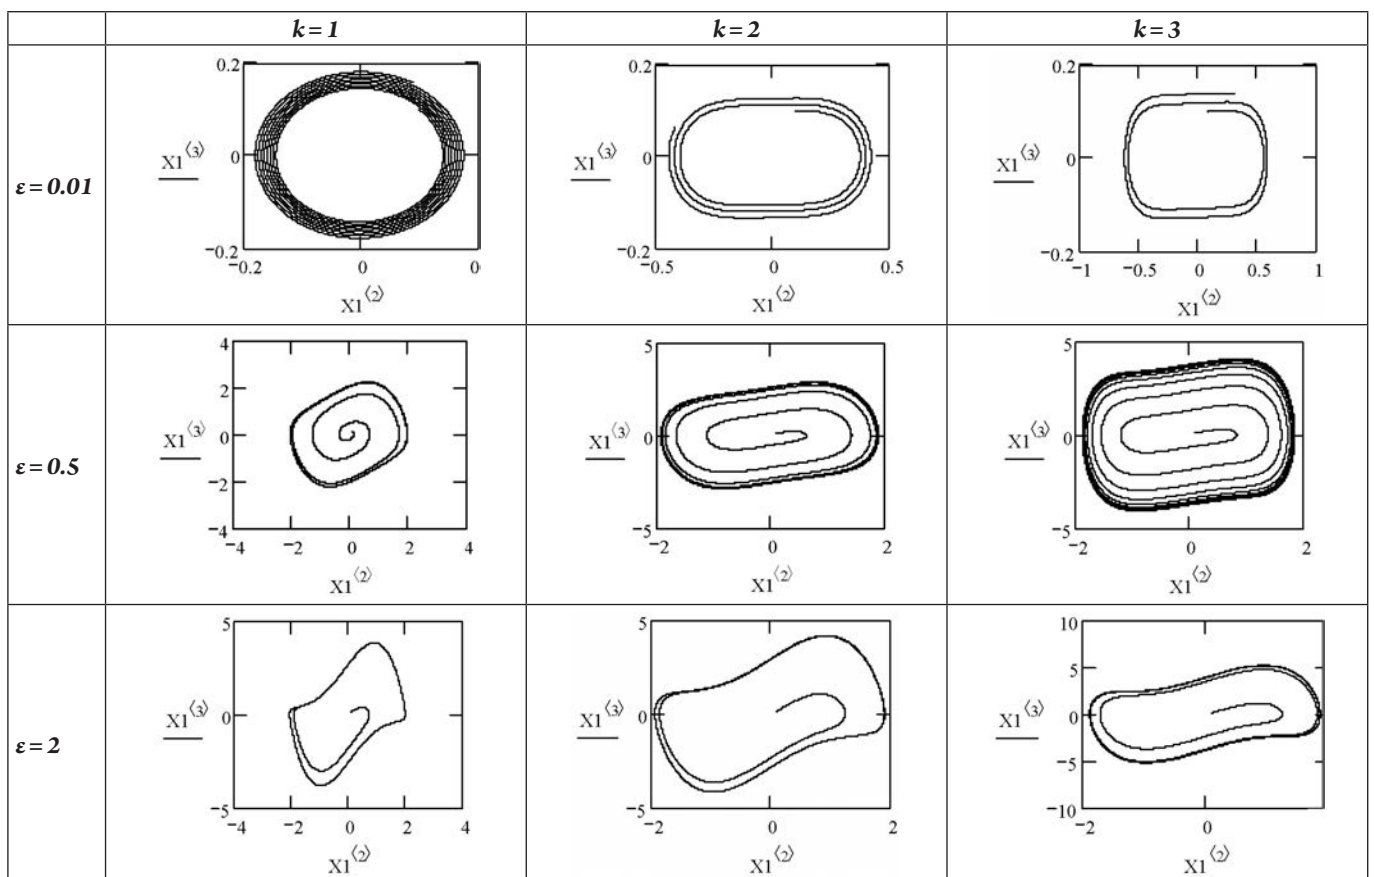 k = 1 k = 2 k = 3
ε = 0.01
0.2
X1⟨3⟩ 0
−0.2
−0.2 0 0
X1⟨2⟩
0.2
X1⟨3⟩ 0
−0.2
−0.5 0 0.5
X1⟨2⟩
0.2
X1⟨3⟩ 0
−0.2
−1 −0.5 0 0.5 1
X1⟨2⟩
ε = 0.5
4
2
X1⟨3⟩ 0
−2
−4
−4 −2 0 2 4
X1⟨2⟩
5
X1⟨3⟩ 0
−5
−2 0 2
X1⟨2⟩
5
X1⟨3⟩ 0
−5
−2 0 2
X1⟨2⟩
ε = 2
5
X1⟨3⟩ 0
−5
−4 −2 0 2 4
X1⟨2⟩
5
X1⟨3⟩ 0
−5
−2 0 2
X1⟨2⟩
10
5
X1⟨3⟩ 0
−5
−10
−2 0
X1⟨2⟩